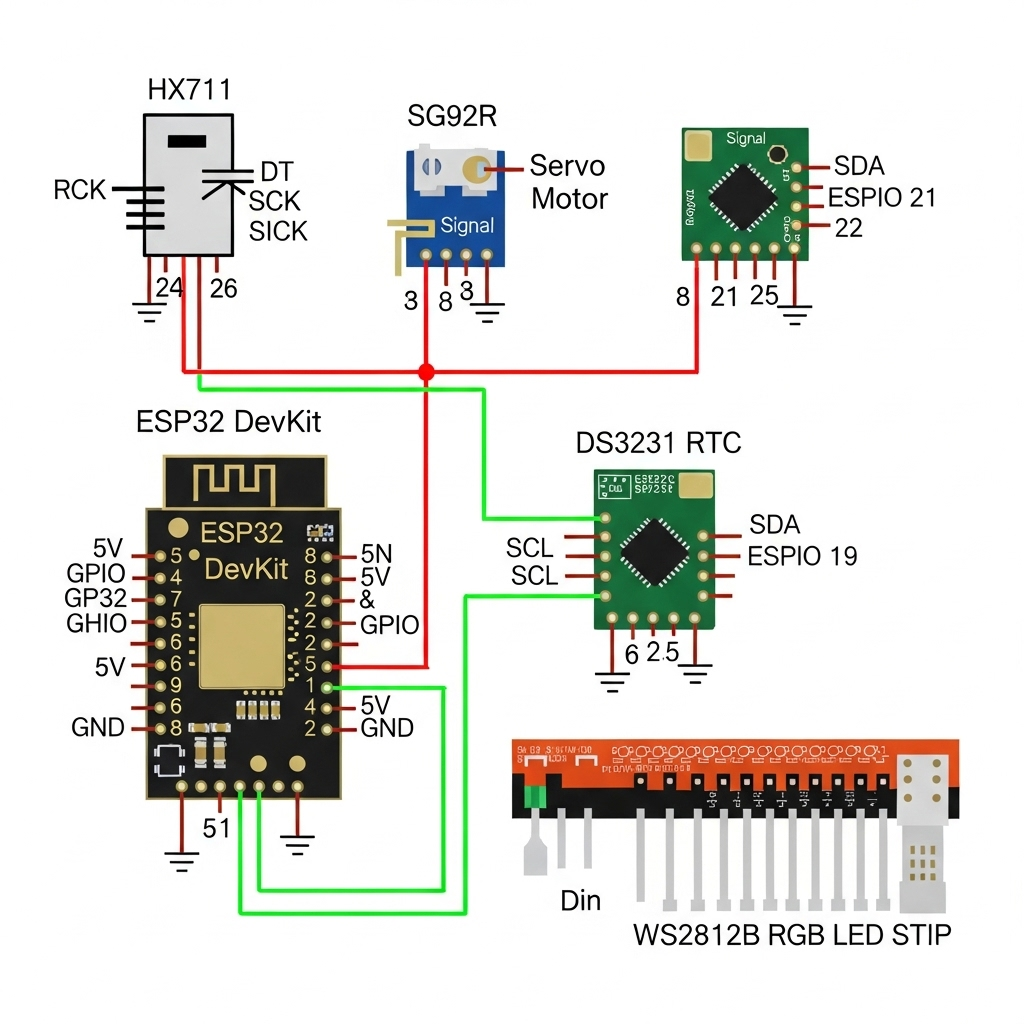 HX711
RCK
DT
SCK
SICK
24
26
SG92R
Servo
Motor
Signal
3
8
3
Signal
SDA
ESPIO 21
22
8
21
25
ESP32 DevKit
ESP32
DevKit
5V
GPIO
GP32
GHIO
5V
GND
5
4
7
5
6
6
9
6
8
8
8
2
2
2
5
1
4
2
5N
5V
&
GPIO
5V
GND
51
DS3231 RTC
SCL
SCL
SDA
ESPIO 19
6
2.5
Din
WS2812B RGB LED STIP